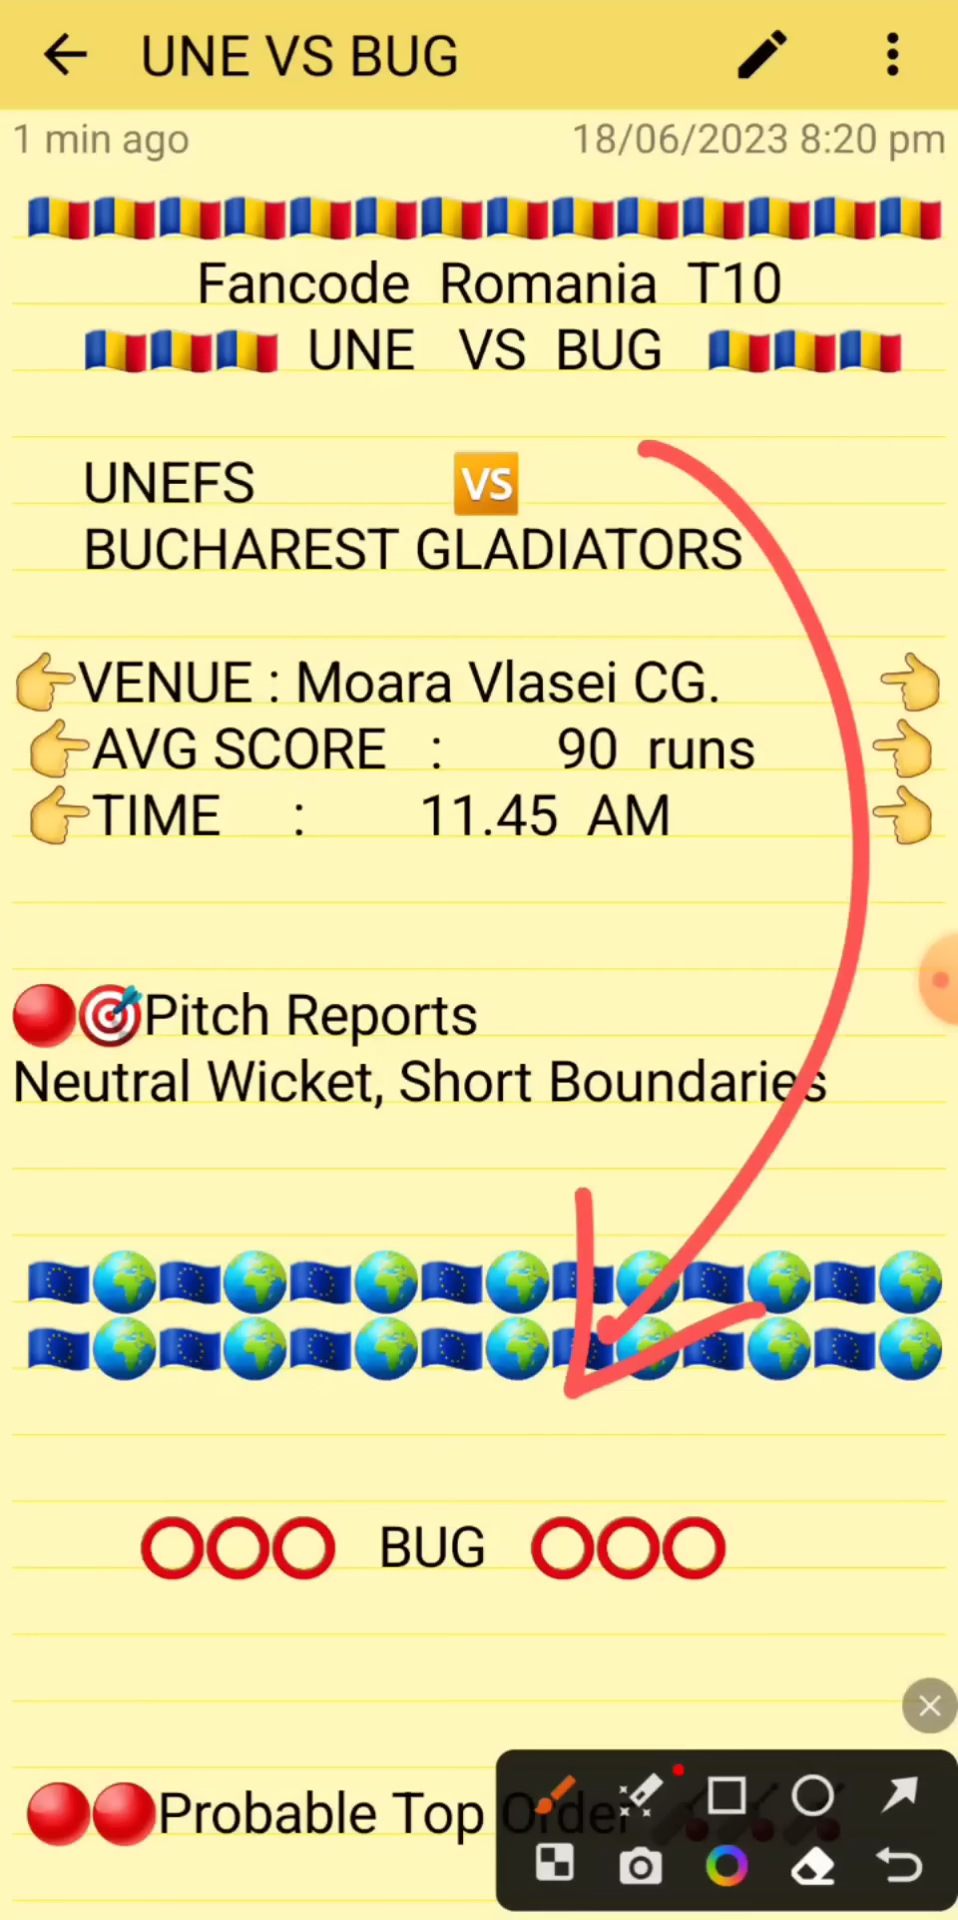 UNE VS BUG
1 min ago 18/06/2023 8:20 pm
Fancode Romania T10
UNE VS BUG
UNEFS VS
BUCHAREST GLADIATORS
VENUE : Moara Vlasei CG.
AVG SCORE : 90 runs
TIME : 11.45 AM
Pitch Reports
Neutral Wicket, Short Boundaries
BUG
Probable Top Order